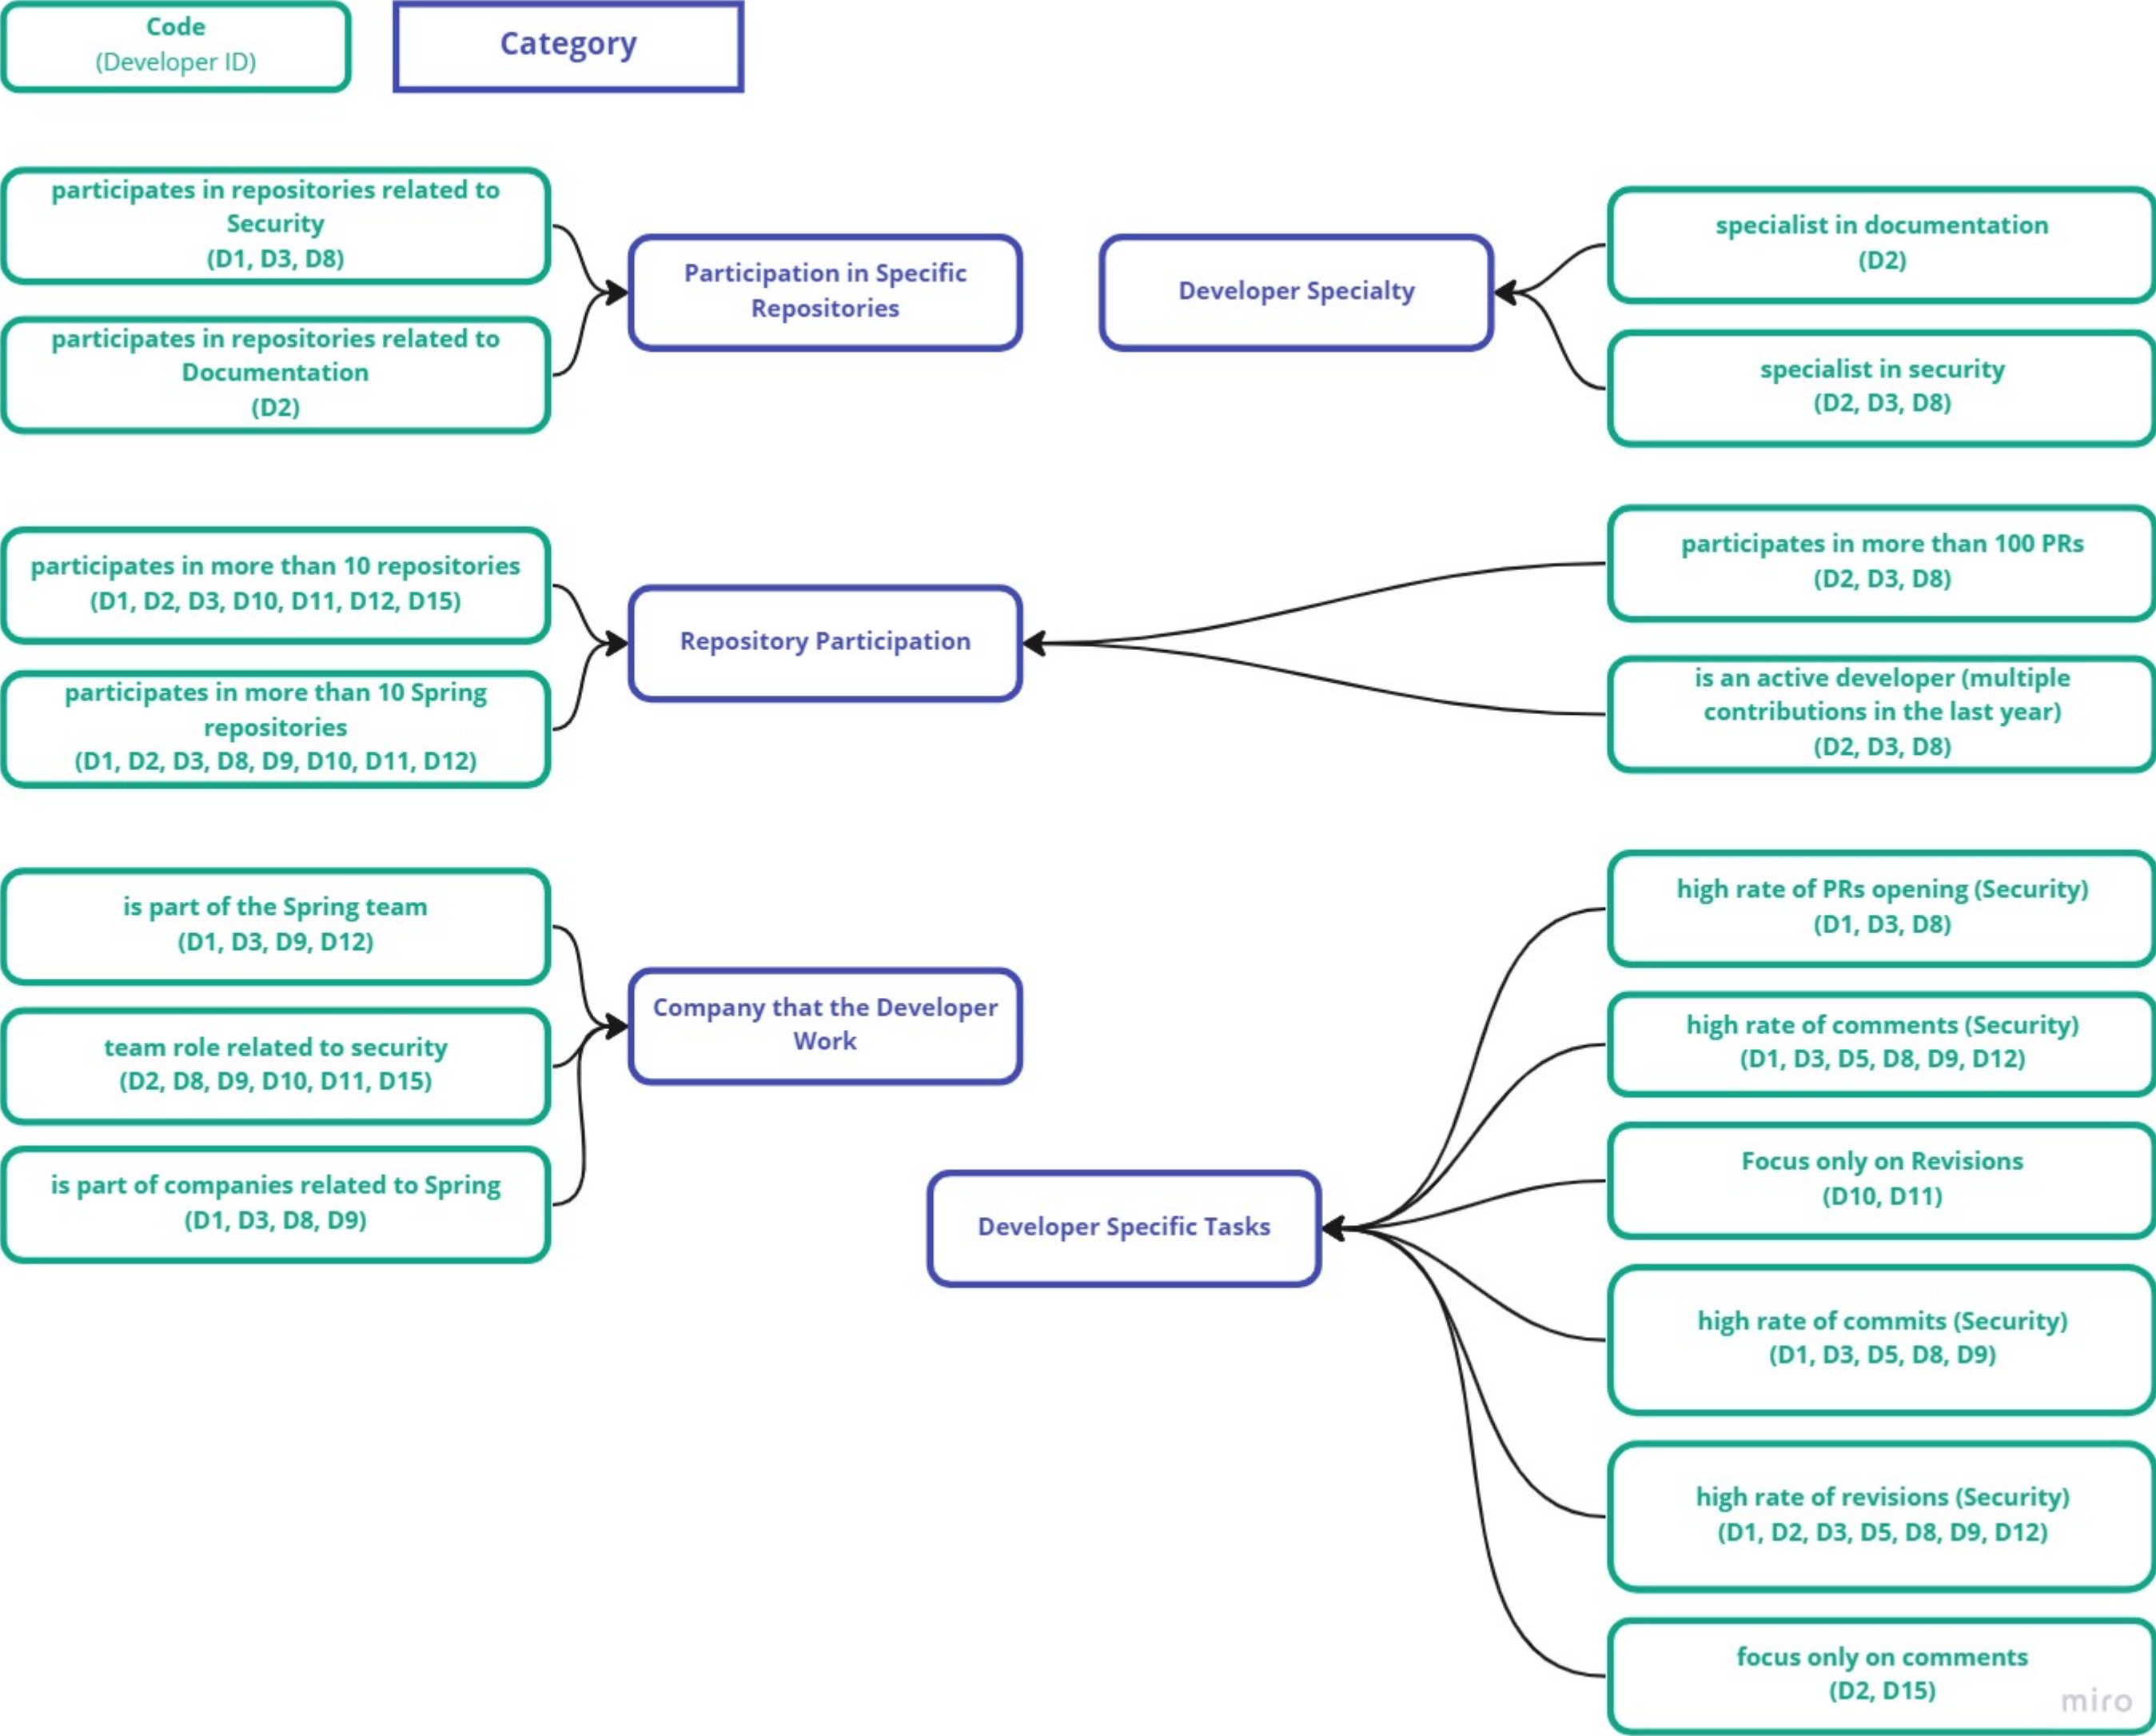 Code
(Developer ID)
Category
participates in repositories related to
Security
(D1, D3, D8)
participates in repositories related to
Documentation
(D2)
Participation in Specific
Repositories
Developer Specialty
specialist in documentation
(D2)
specialist in security
(D2, D3, D8)
participates in more than 10 repositories
(D1, D2, D3, D10, D11, D12, D15)
participates in more than 10 Spring
repositories
(D1, D2, D3, D8, D9, D10, D11, D12)
Repository Participation
participates in more than 100 PRs
(D2, D3, D8)
is an active developer (multiple
contributions in the last year)
(D2, D3, D8)
is part of the Spring team
(D1, D3, D9, D12)
team role related to security
(D2, D8, D9, D10, D11, D15)
is part of companies related to Spring
(D1, D3, D8, D9)
Company that the Developer
Work
Developer Specific Tasks
high rate of PRs opening (Security)
(D1, D3, D8)
high rate of comments (Security)
(D1, D3, D5, D8, D9, D12)
Focus only on Revisions
(D10, D11)
high rate of commits (Security)
(D1, D3, D5, D8, D9)
high rate of revisions (Security)
(D1, D2, D3, D5, D8, D9, D12)
focus only on comments
(D2, D15)
miro